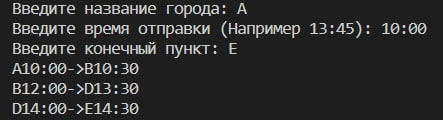 Введите название города: A
Введите время отправки (Например 13:45): 10:00
Введите конечный пункт: E
A10:00->B10:30
B12:00->D13:30
D14:00->E14:30